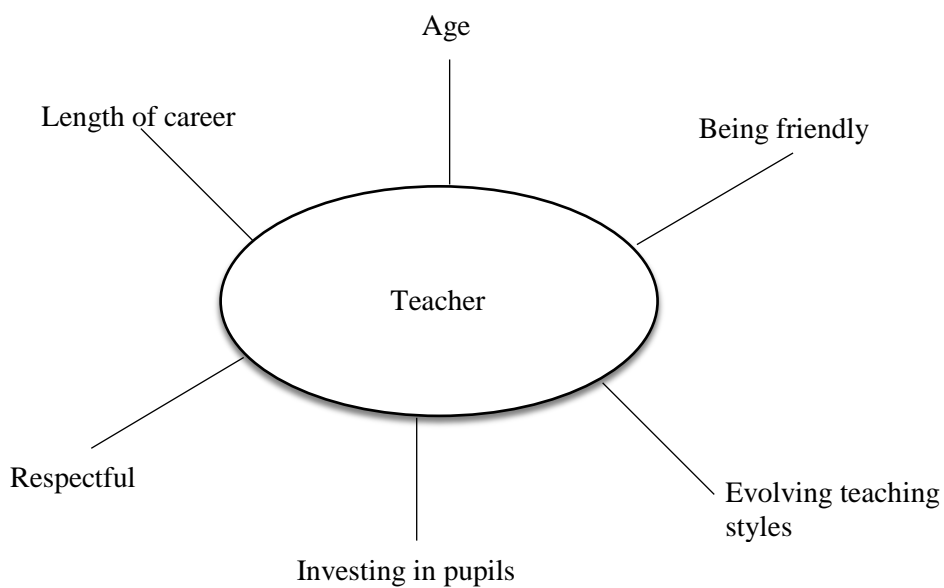 Age
Length of career
Being friendly
Teacher
Respectful
Evolving teaching
styles
Investing in pupils